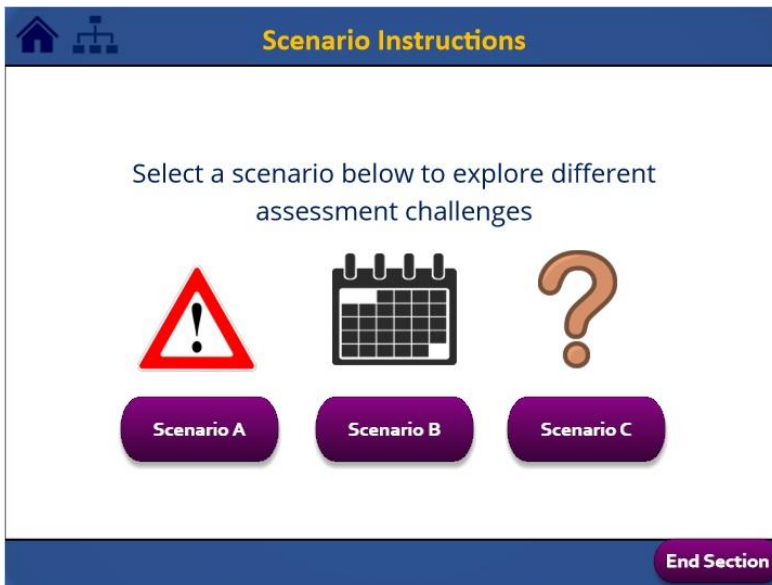 Scenario Instructions
Select a scenario below to explore different
assessment challenges
!
?
Scenario A
Scenario B
Scenario C
End Section